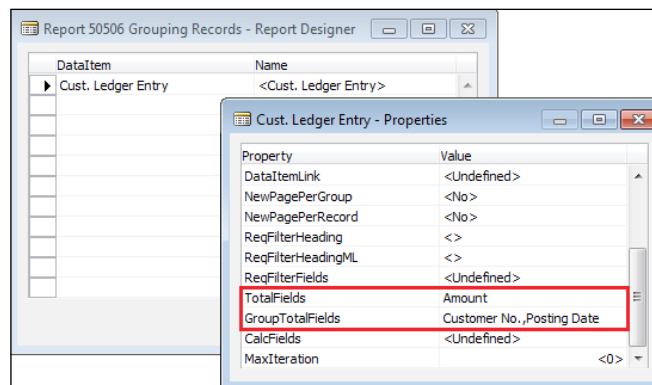 Report 50506 Grouping Records - Report Designer
DataItem Name
Cust. Ledger Entry <Cust. Ledger Entry>
Cust. Ledger Entry - Properties
Property Value
DataItemLink <Undefined>
NewPagePerGroup <No>
NewPagePerRecord <No>
ReqFilterHeading <>
ReqFilterHeadingML <>
ReqFilterFields <Undefined>
TotalFields Amount
GroupTotalFields Customer No.,Posting Date
CalcFields <Undefined>
MaxIteration <0>